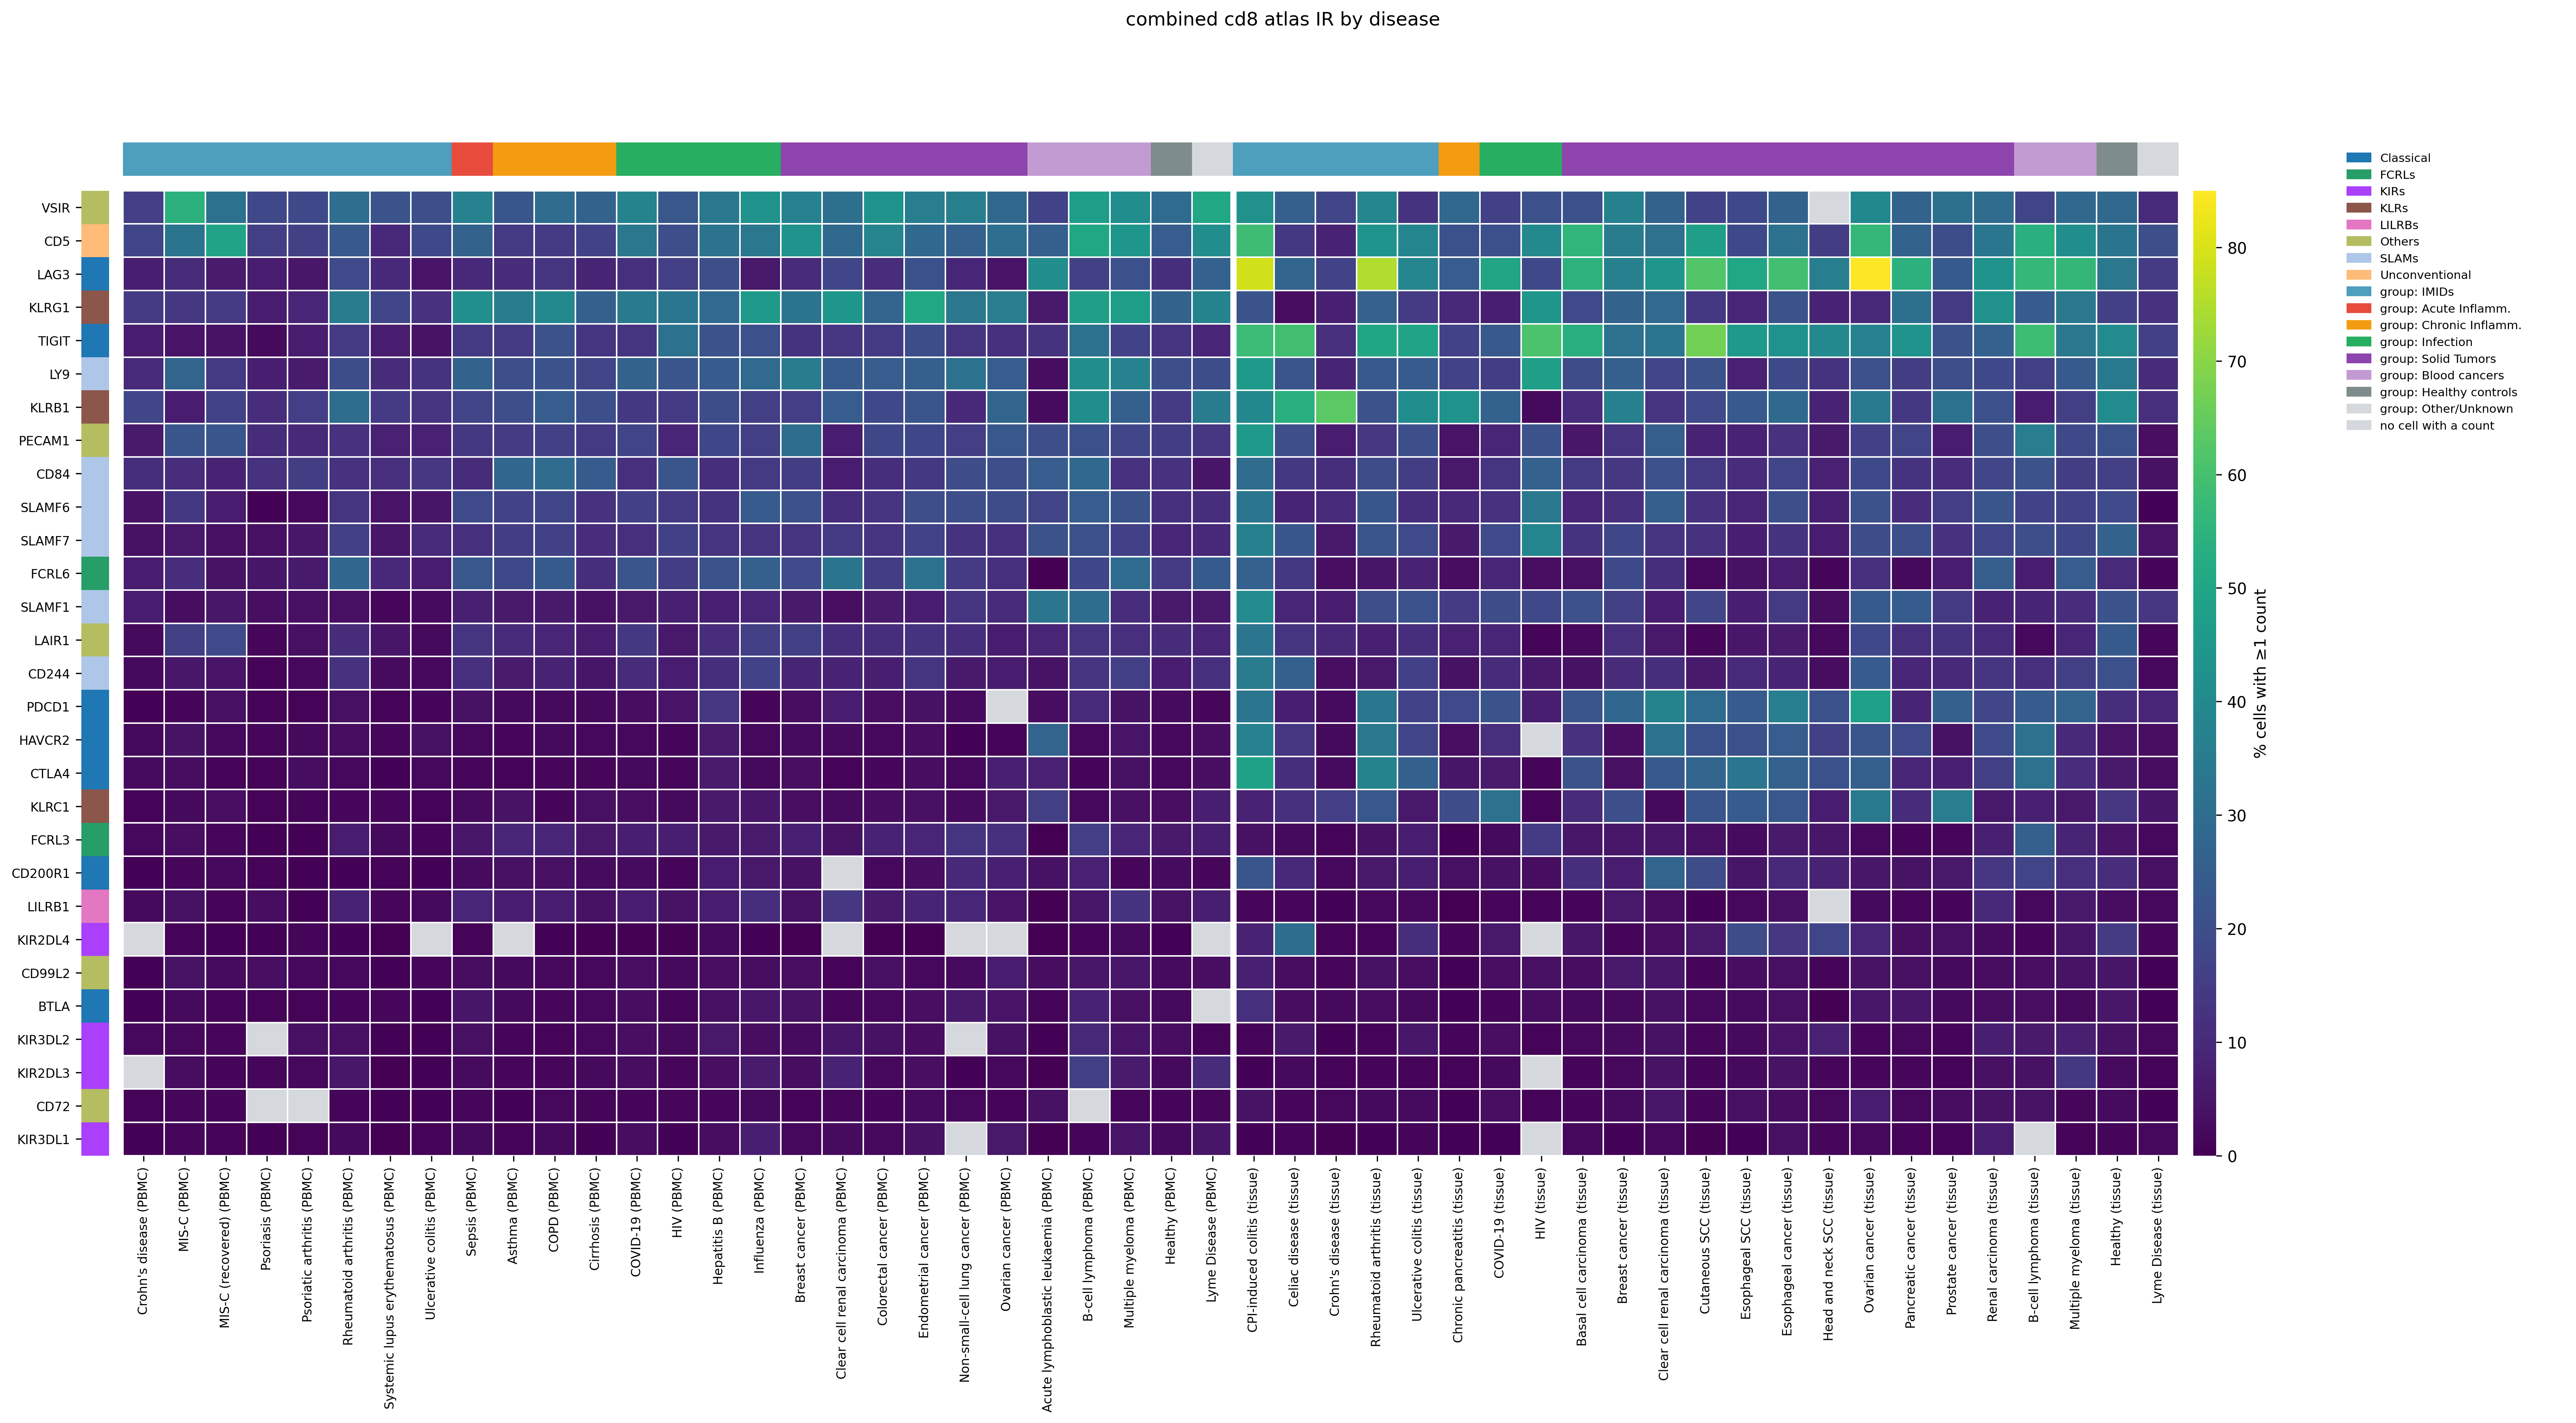 combined cd8 atlas IR by disease
VSIR
CD5
LAG3
KLRG1
TIGIT
LY9
KLRB1
PECAM1
CD84
SLAMF6
SLAMF7
FCRL6
SLAMF1
LAIR1
CD244
PDCD1
HAVCR2
CTLA4
KLRC1
FCRL3
CD200R1
LILRB1
KIR2DL4
CD99L2
BTLA
KIR3DL2
KIR2DL3
CD72
KIR3DL1
Crohn's disease (PBMC)
MIS-C (PBMC)
MIS-C (recovered) (PBMC)
Psoriasis (PBMC)
Psoriatic arthritis (PBMC)
Rheumatoid arthritis (PBMC)
Systemic lupus erythematosus (PBMC)
Ulcerative colitis (PBMC)
Sepsis (PBMC)
Asthma (PBMC)
COPD (PBMC)
Cirrhosis (PBMC)
COVID-19 (PBMC)
HIV (PBMC)
Hepatitis B (PBMC)
Influenza (PBMC)
Breast cancer (PBMC)
Clear cell renal carcinoma (PBMC)
Colorectal cancer (PBMC)
Endometrial cancer (PBMC)
Non-small-cell lung cancer (PBMC)
Ovarian cancer (PBMC)
Acute lymphoblastic leukaemia (PBMC)
B-cell lymphoma (PBMC)
Multiple myeloma (PBMC)
Healthy (PBMC)
Lyme Disease (PBMC)
CPI-induced colitis (tissue)
Celiac disease (tissue)
Crohn's disease (tissue)
Rheumatoid arthritis (tissue)
Ulcerative colitis (tissue)
Chronic pancreatitis (tissue)
COVID-19 (tissue)
HIV (tissue)
Basal cell carcinoma (tissue)
Breast cancer (tissue)
Clear cell renal carcinoma (tissue)
Cutaneous SCC (tissue)
Esophageal SCC (tissue)
Esophageal cancer (tissue)
Head and neck SCC (tissue)
Ovarian cancer (tissue)
Pancreatic cancer (tissue)
Prostate cancer (tissue)
Renal carcinoma (tissue)
B-cell lymphoma (tissue)
Multiple myeloma (tissue)
Healthy (tissue)
Lyme Disease (tissue)
80
70
60
50
40
30
20
10
0
% cells with ≥1 count
Classical
FCRLs
KIRs
KLRs
LILRBs
Others
SLAMs
Unconventional
group: IMIDs
group: Acute Inflamm.
group: Chronic Inflamm.
group: Infection
group: Solid Tumors
group: Blood cancers
group: Healthy controls
group: Other/Unknown
no cell with a count